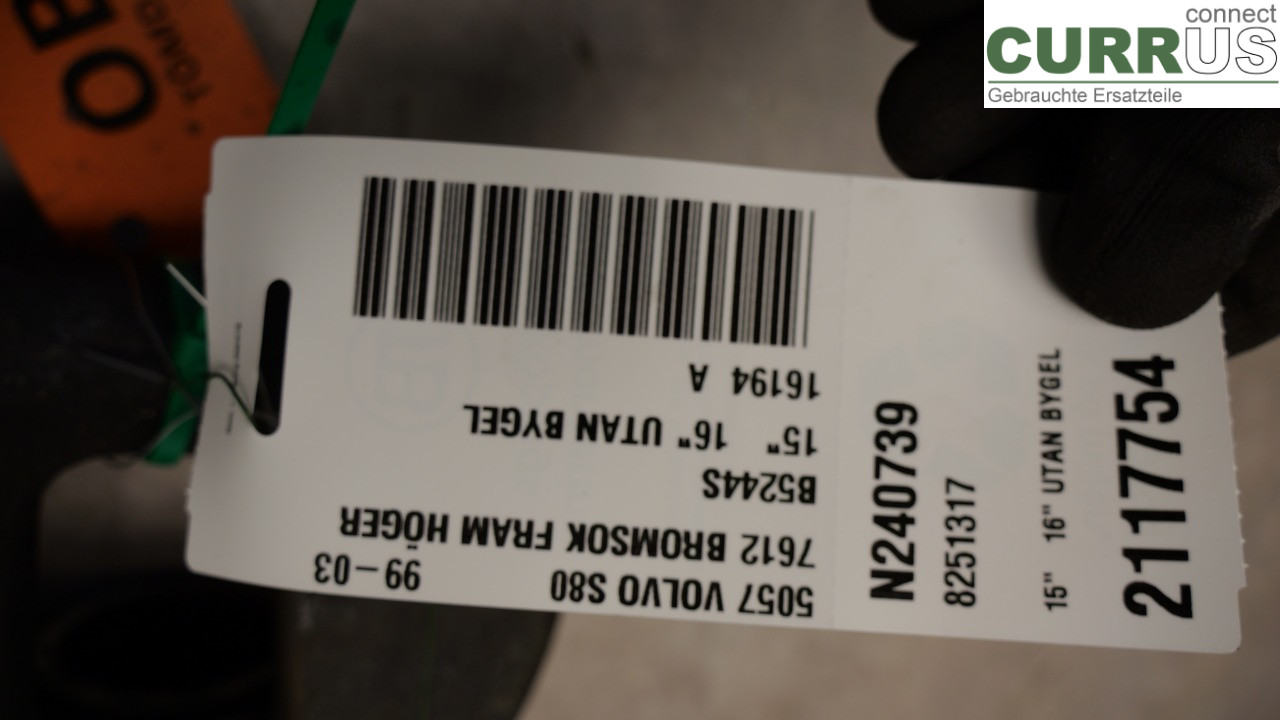 connect
CURRUS
Gebrauchte Ersatzteile
5057 VOLVO S80 99-03
7612 BROMSOK FRAM HÖGER
B5244S
15" 16" UTAN BYGEL
16194 A
N240739
8251317
15" 16" UTAN BYGEL
2117754